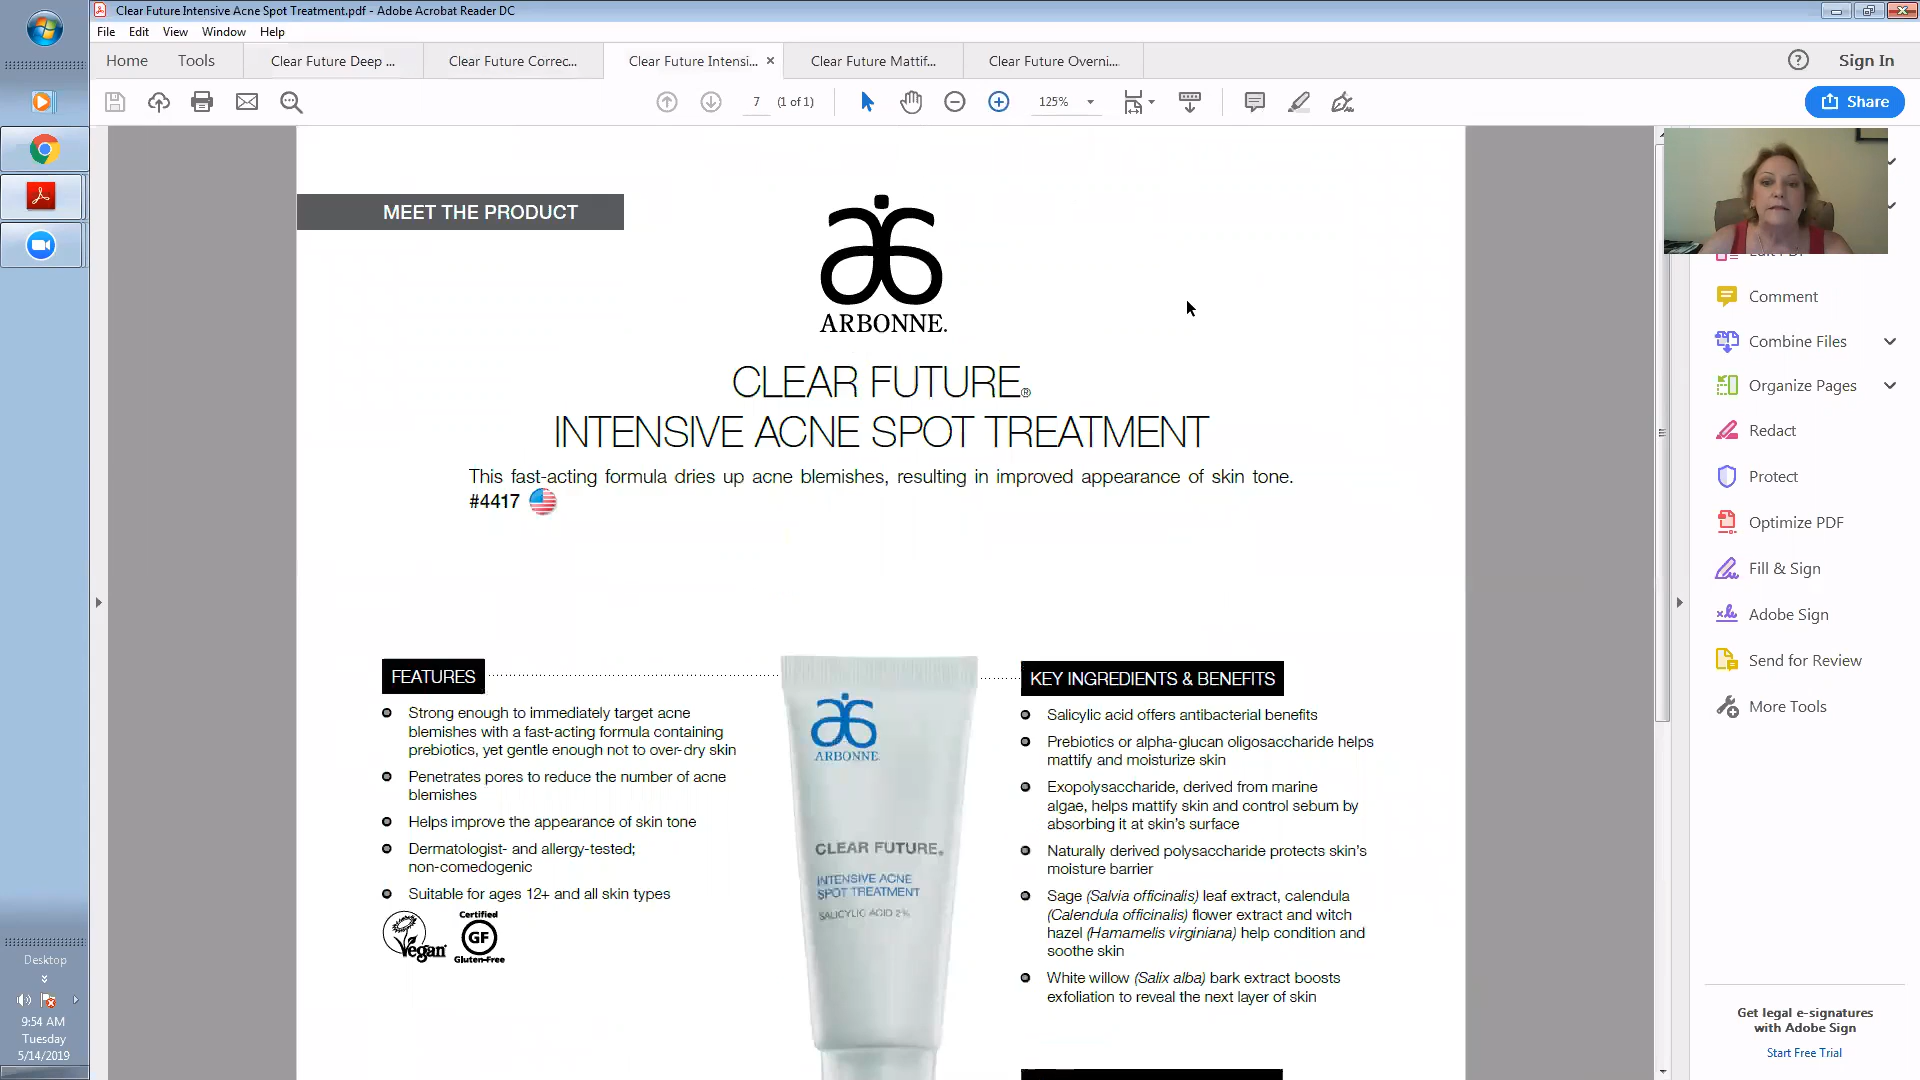 Clear Future Intensive Acne Spot Treatment.pdf - Adobe Acrobat Reader DC
File Edit View Window Help
Home Tools Clear Future Deep ... Clear Future Correc... Clear Future Intensi... Clear Future Mattif... Clear Future Overni... Sign In
7 (1 of 1) 125% Share
MEET THE PRODUCT
ARBONNE.
CLEAR FUTURE®
INTENSIVE ACNE SPOT TREATMENT
This fast-acting formula dries up acne blemishes, resulting in improved appearance of skin tone.
#4417
FEATURES
Strong enough to immediately target acne
blemishes with a fast-acting formula containing
prebiotics, yet gentle enough not to over-dry skin
Penetrates pores to reduce the number of acne
blemishes
Helps improve the appearance of skin tone
Dermatologist- and allergy-tested;
non-comedogenic
Suitable for ages 12+ and all skin types
Vegan
Certified
GF
Gluten-Free
ARBONNE.
CLEAR FUTURE®
INTENSIVE ACNE
SPOT TREATMENT
SALICYLIC ACID 2%
KEY INGREDIENTS & BENEFITS
Salicylic acid offers antibacterial benefits
Prebiotics or alpha-glucan oligosaccharide helps
mattify and moisturize skin
Exopolysaccharide, derived from marine
algae, helps mattify skin and control sebum by
absorbing it at skin's surface
Naturally derived polysaccharide protects skin's
moisture barrier
Sage (Salvia officinalis) leaf extract, calendula
(Calendula officinalis) flower extract and witch
hazel (Hamamelis virginiana) help condition and
soothe skin
White willow (Salix alba) bark extract boosts
exfoliation to reveal the next layer of skin
Edit PDF
Comment
Combine Files
Organize Pages
Redact
Protect
Optimize PDF
Fill & Sign
Adobe Sign
Send for Review
More Tools
Get legal e-signatures
with Adobe Sign
Start Free Trial
Desktop
9:54 AM
Tuesday
5/14/2019